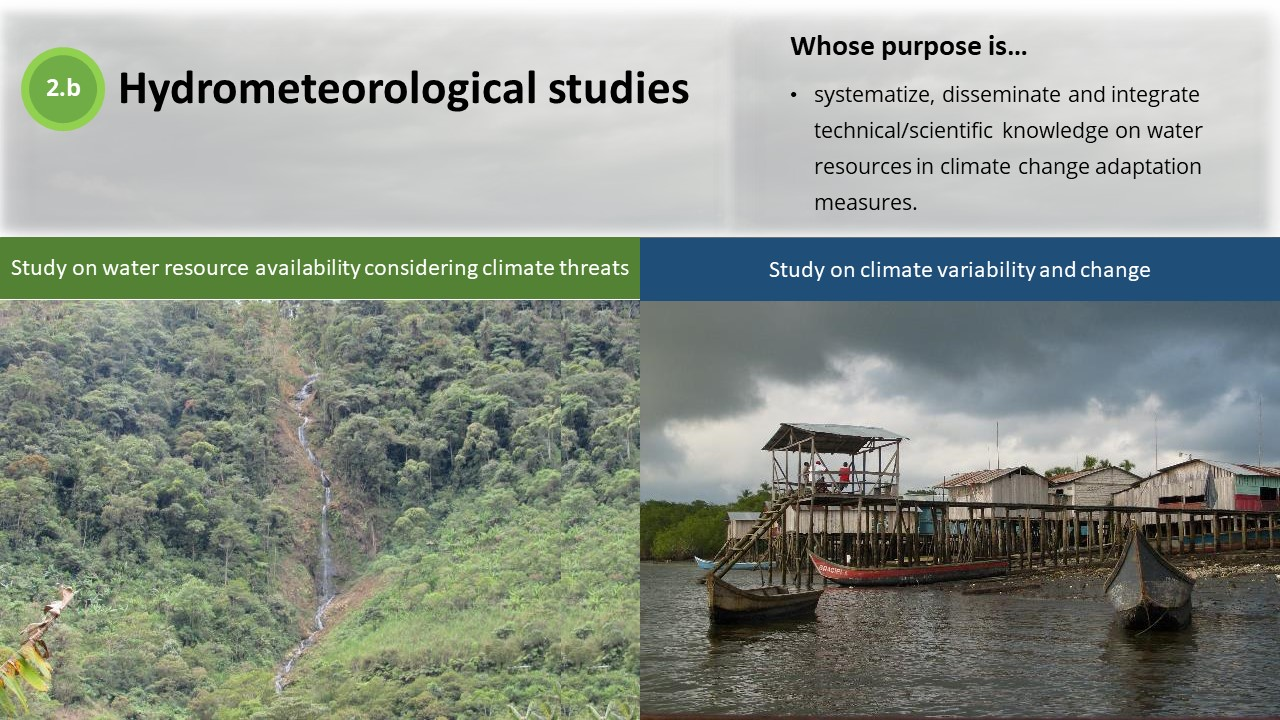 2.b
Hydrometeorological studies
Whose purpose is...
• systematize, disseminate and integrate
technical/scientific knowledge on water
resources in climate change adaptation
measures.
Study on water resource availability considering climate threats
Study on climate variability and change